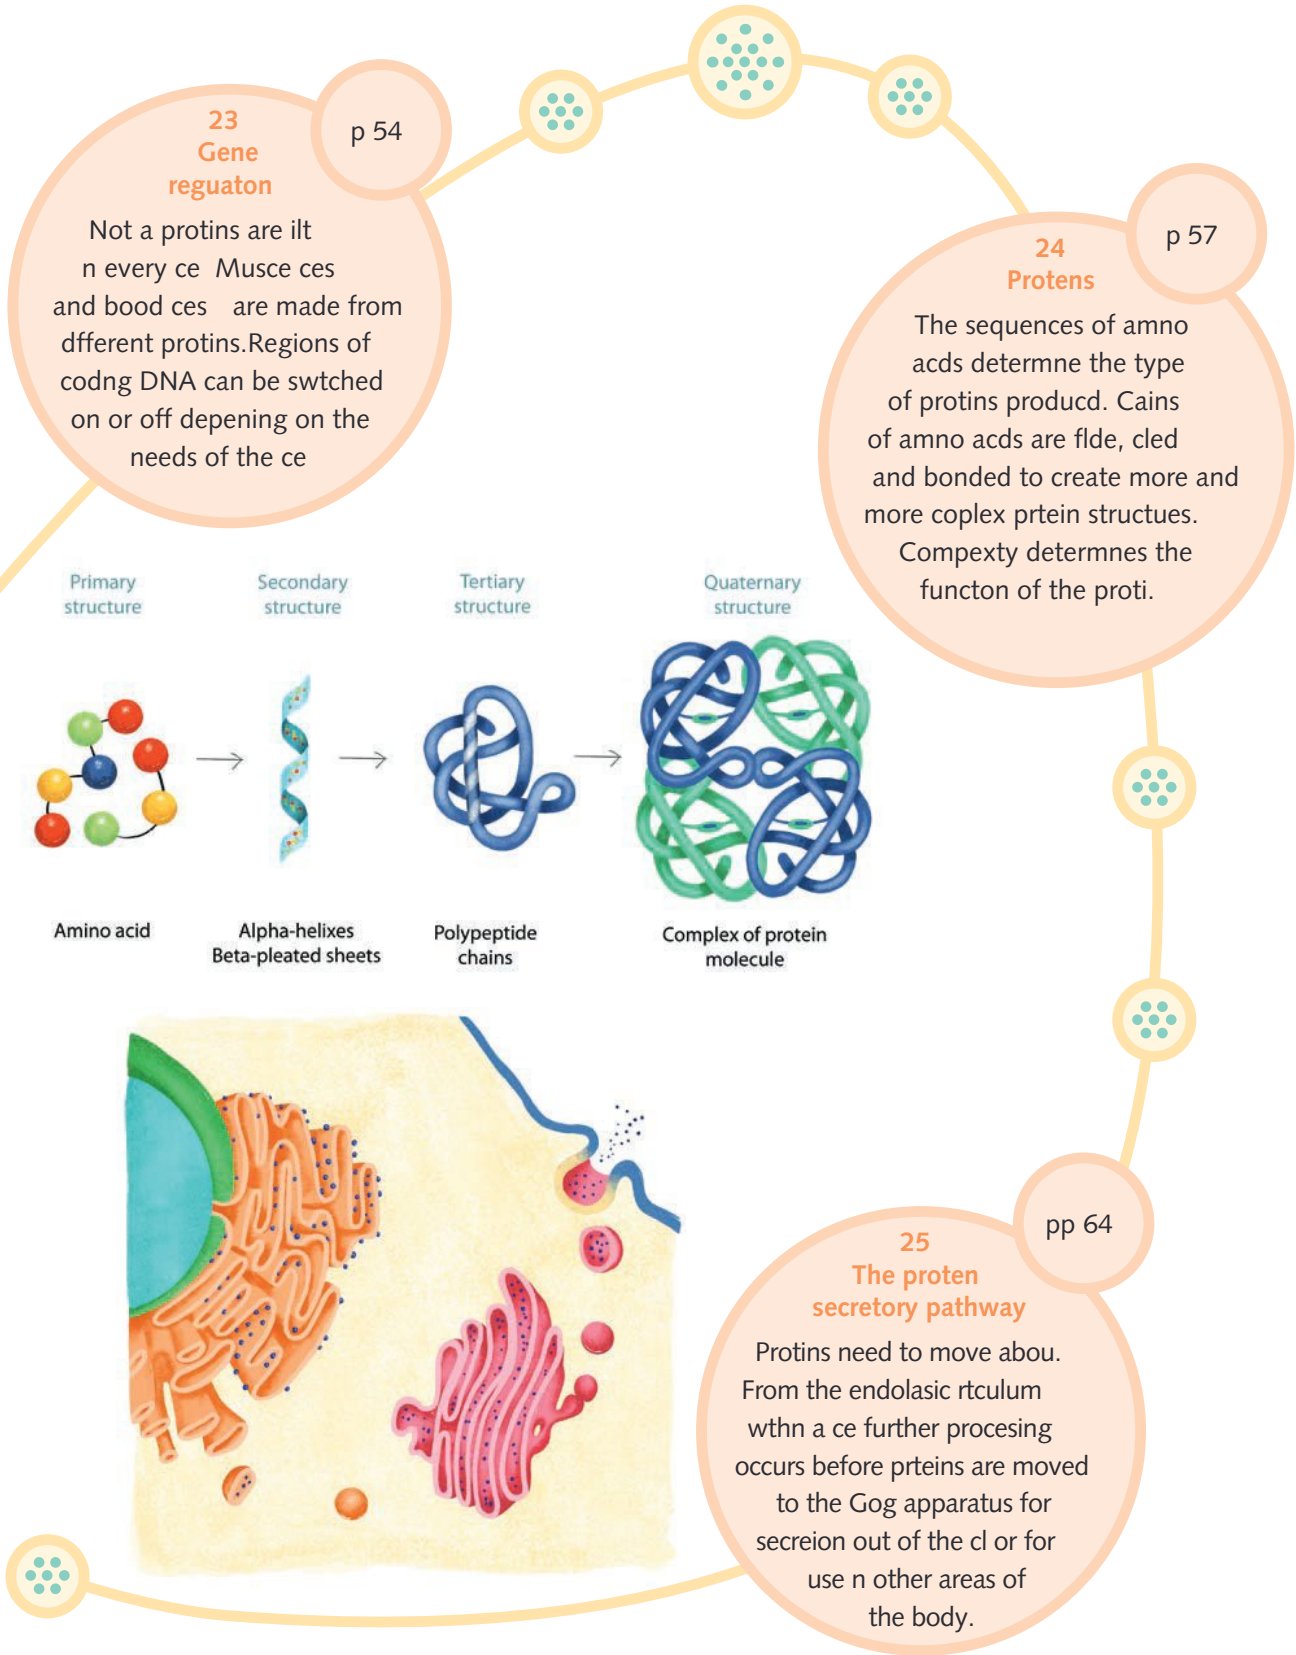 23
Gene
reguaton
p 54
Not a protins are ilt
n every ce Musce ces
and bood ces are made from
dfferent protins.Regions of
codng DNA can be swtched
on or off depening on the
needs of the ce
24
Protens
p 57
The sequences of amno
acds determne the type
of protins producd. Cains
of amno acds are flde, cled
and bonded to create more and
more coplex prtein structues.
Compexty determnes the
functon of the proti.
Primary
structure
Secondary
structure
Tertiary
structure
Quaternary
structure
Amino acid
Alpha-helixes
Beta-pleated sheets
Polypeptide
chains
Complex of protein
molecule
25
The proten
secretory pathway
pp 64
Protins need to move abou.
From the endolasic rtculum
wthn a ce further procesing
occurs before prteins are moved
to the Gog apparatus for
secreion out of the cl or for
use n other areas of
the body.